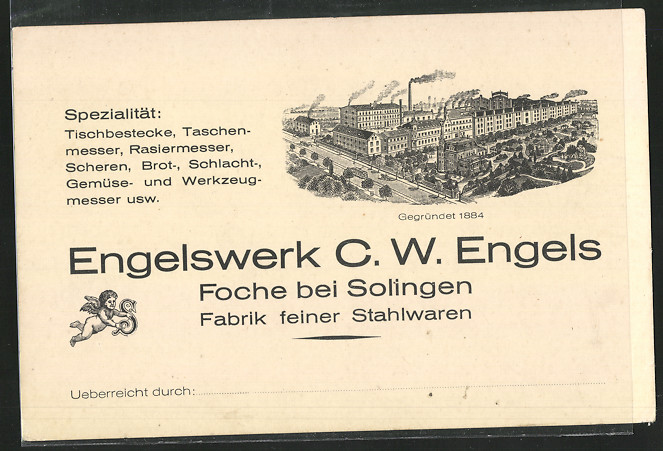 Spezialität:
Tischbestecke, Taschen-
messer, Rasiermesser,
Scheren, Brot-, Schlacht-,
Gemüse- und Werkzeug-
messer usw.
Gegründet 1884
Engelswerk C. W. Engels
Foche bei Solingen
Fabrik feiner Stahlwaren
Ueberreicht durch: